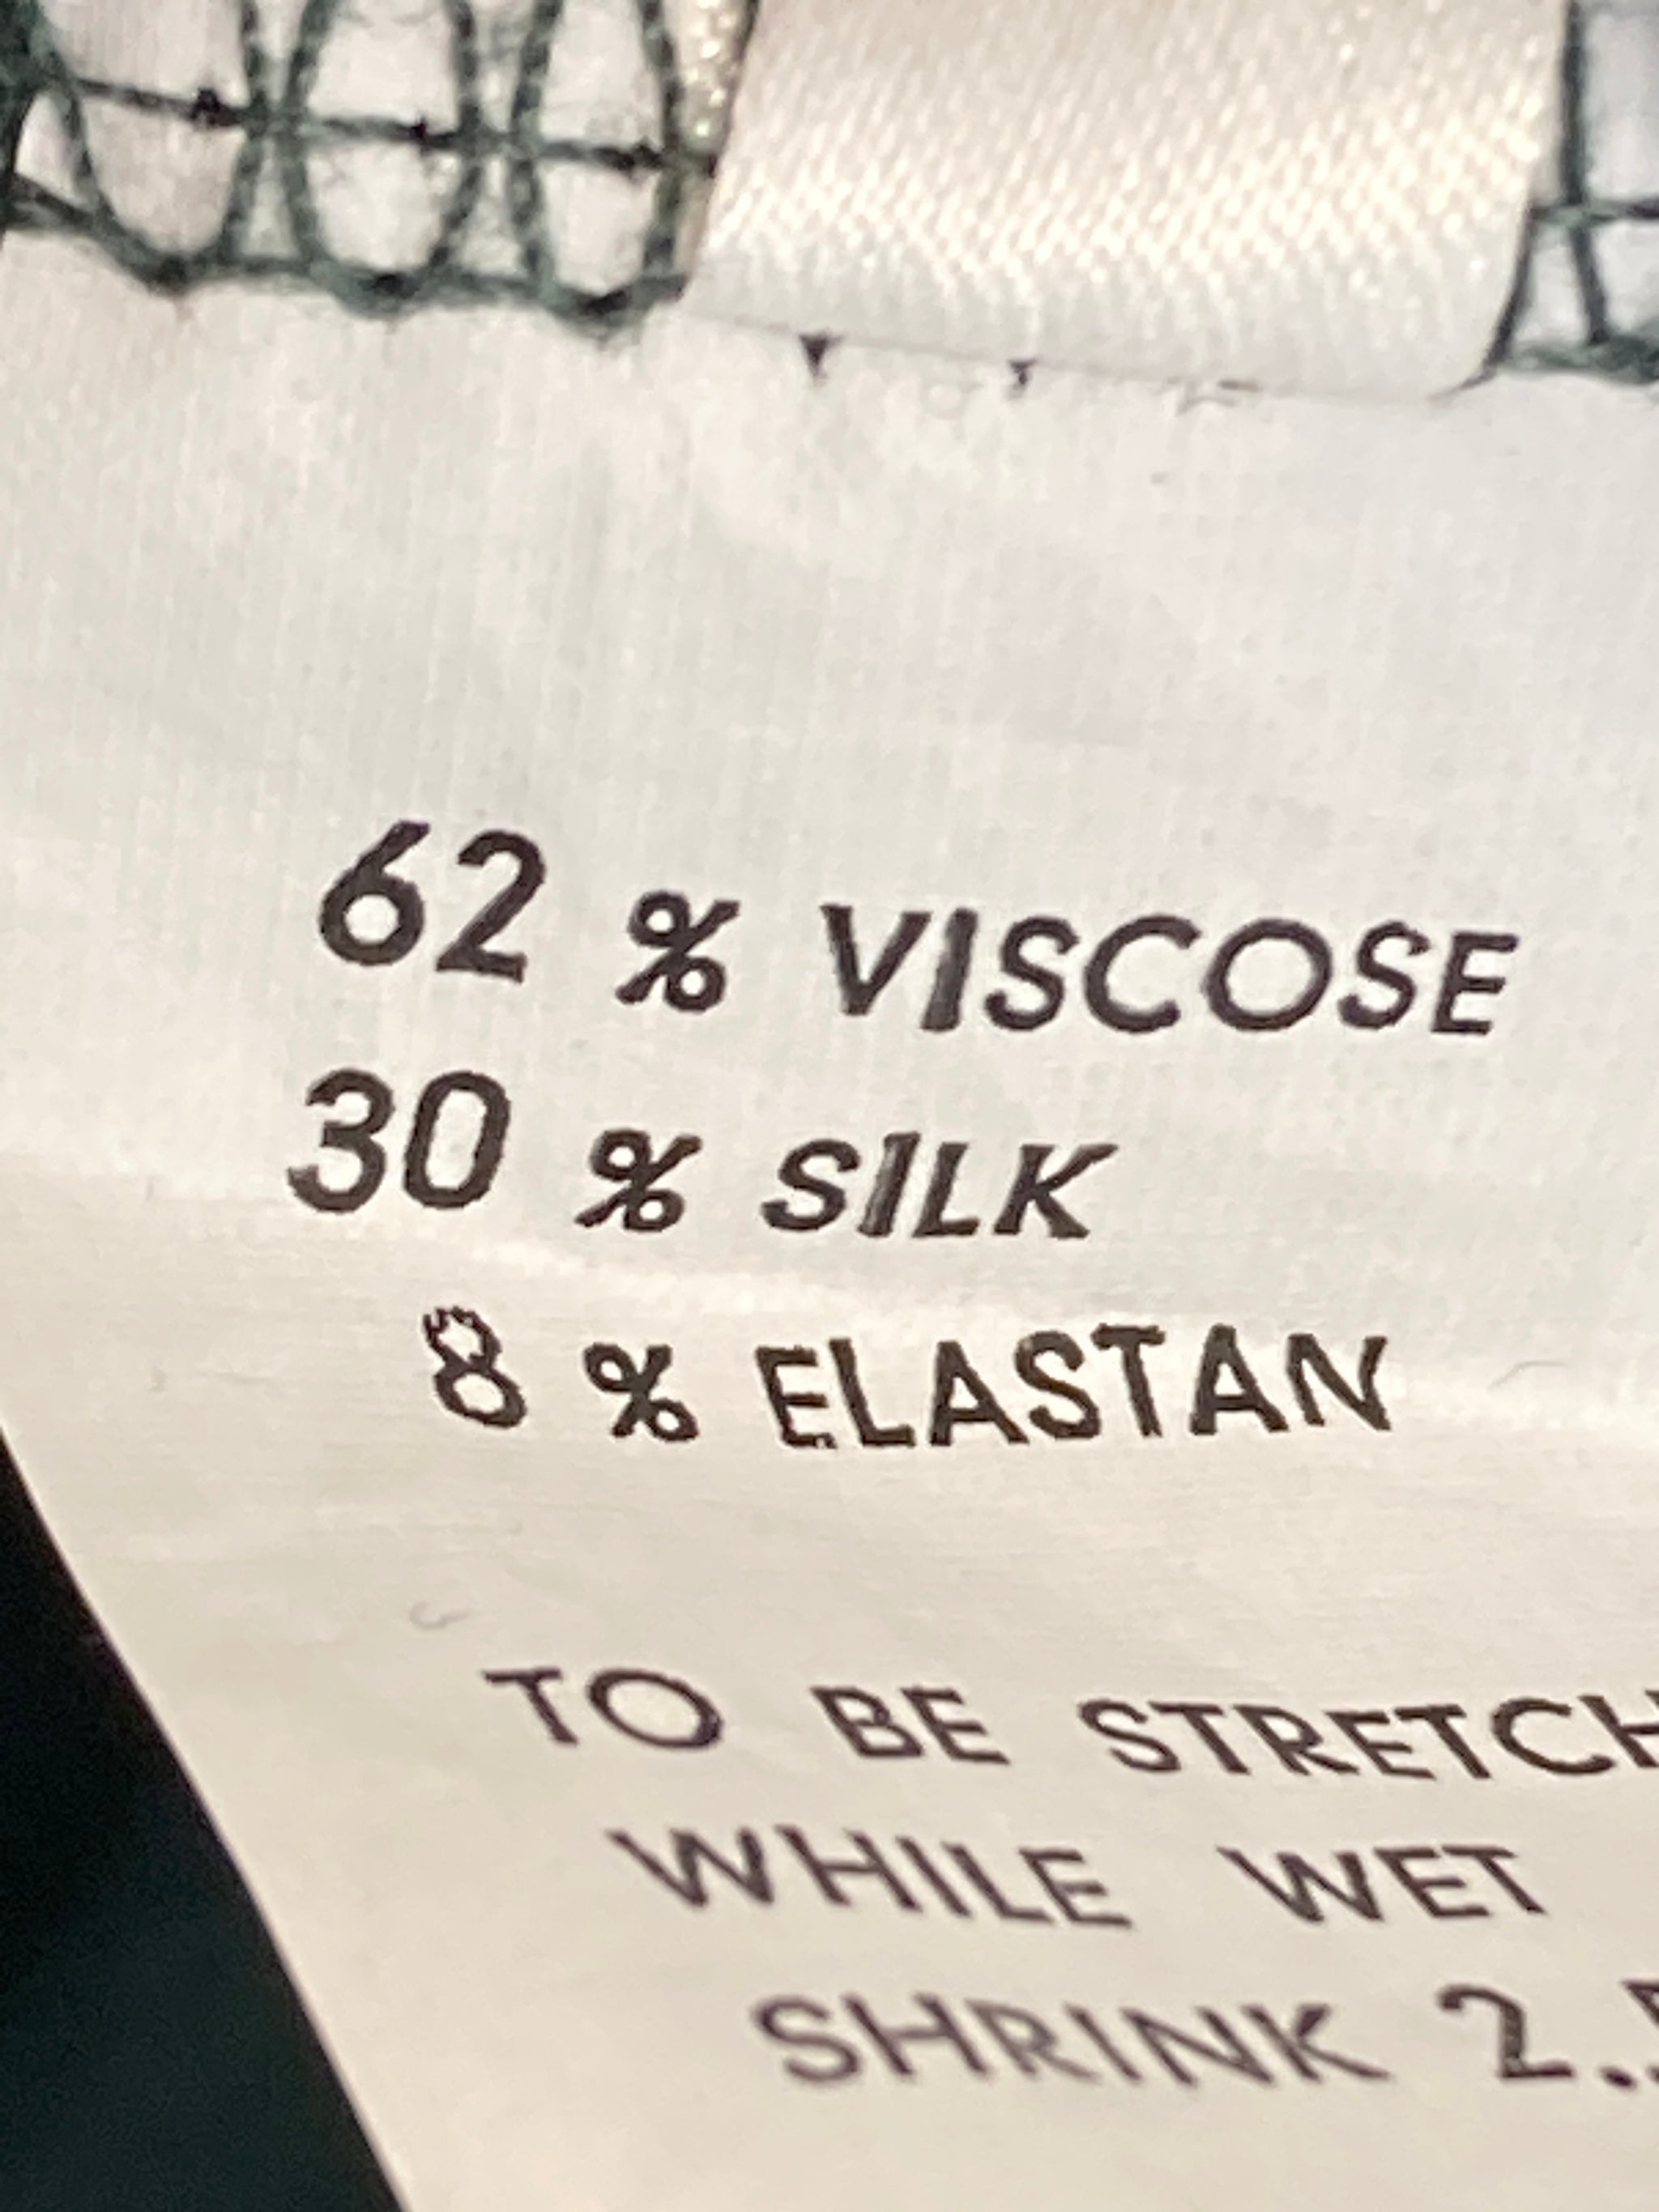 62 % VISCOSE
30 % SILK
8 % ELASTAN
TO BE STRETCH
WHILE WET
SHRINK 2..